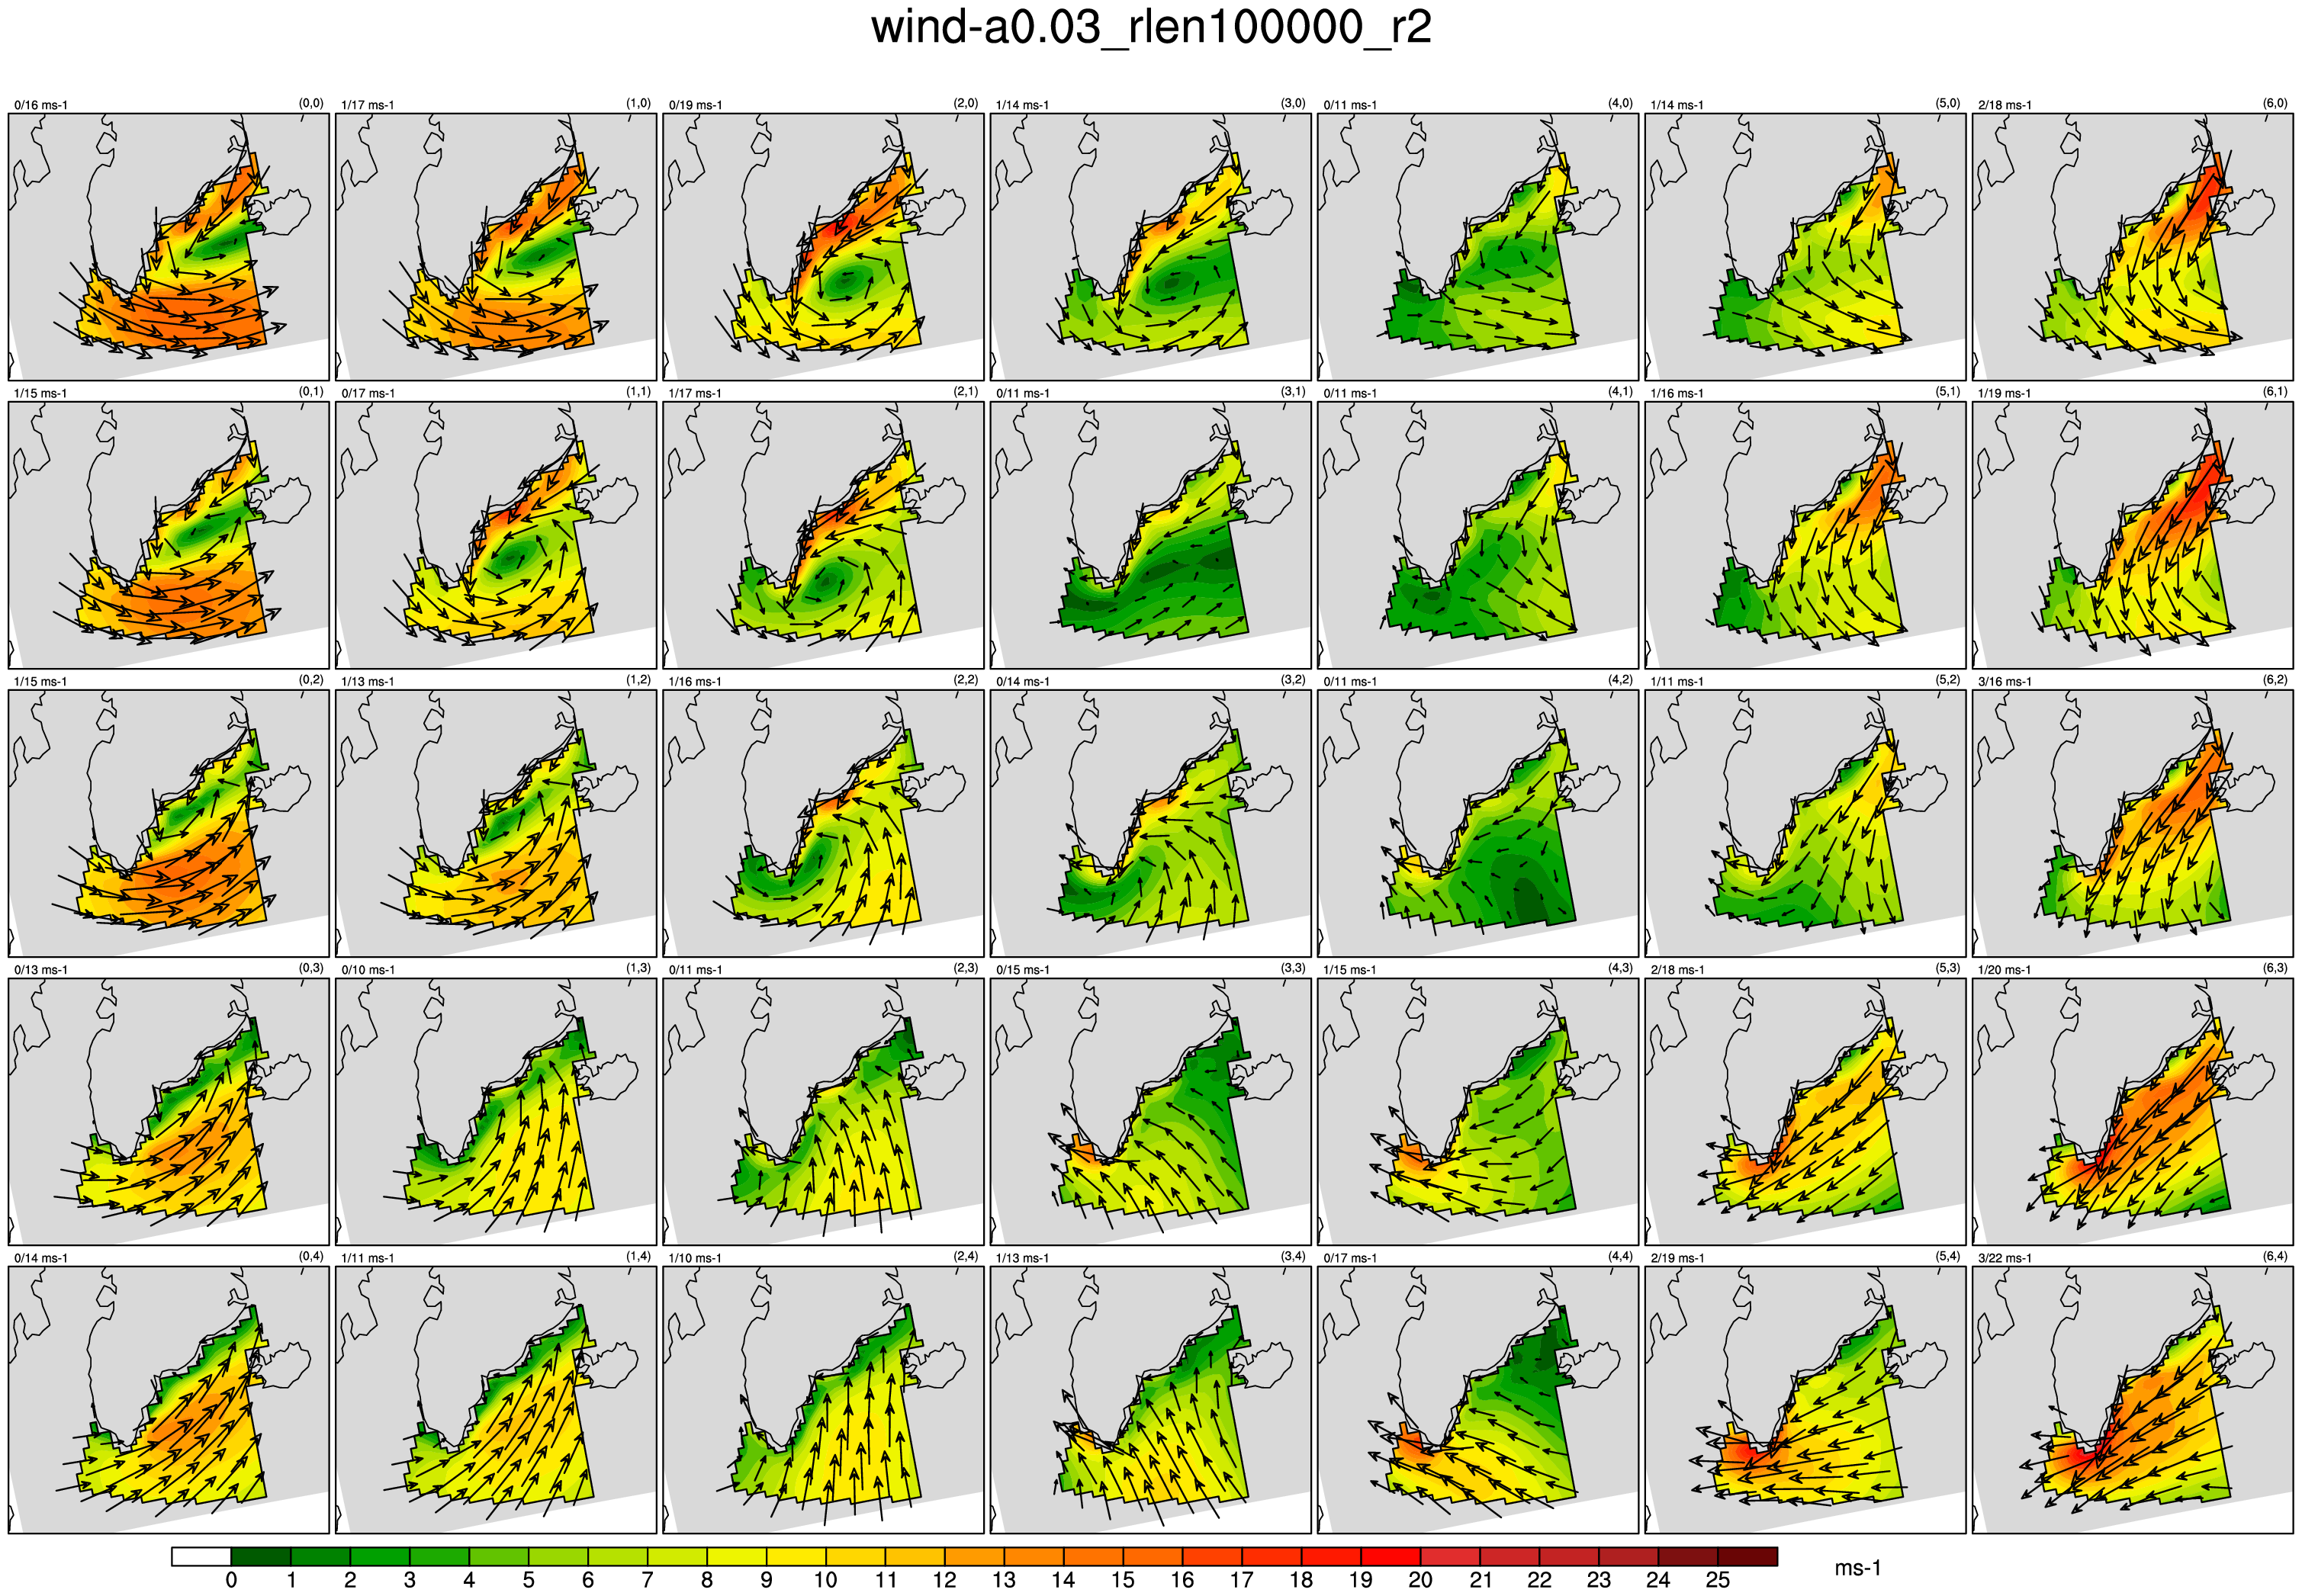 wind-a0.03_rlen100000_r2
0/16 ms-1 (0,0) 1/17 ms-1 (1,0) 0/19 ms-1 (2,0) 1/14 ms-1 (3,0) 0/11 ms-1 (4,0) 1/14 ms-1 (5,0) 2/18 ms-1 (6,0)
1/15 ms-1 (0,1) 0/17 ms-1 (1,1) 1/17 ms-1 (2,1) 0/11 ms-1 (3,1) 0/11 ms-1 (4,1) 1/16 ms-1 (5,1) 1/19 ms-1 (6,1)
1/15 ms-1 (0,2) 1/13 ms-1 (1,2) 1/16 ms-1 (2,2) 0/14 ms-1 (3,2) 0/11 ms-1 (4,2) 1/11 ms-1 (5,2) 3/16 ms-1 (6,2)
0/13 ms-1 (0,3) 0/10 ms-1 (1,3) 0/11 ms-1 (2,3) 0/15 ms-1 (3,3) 1/15 ms-1 (4,3) 2/18 ms-1 (5,3) 1/20 ms-1 (6,3)
0/14 ms-1 (0,4) 1/11 ms-1 (1,4) 1/10 ms-1 (2,4) 1/13 ms-1 (3,4) 0/17 ms-1 (4,4) 2/19 ms-1 (5,4) 3/22 ms-1 (6,4)
0 1 2 3 4 5 6 7 8 9 10 11 12 13 14 15 16 17 18 19 20 21 22 23 24 25 ms-1